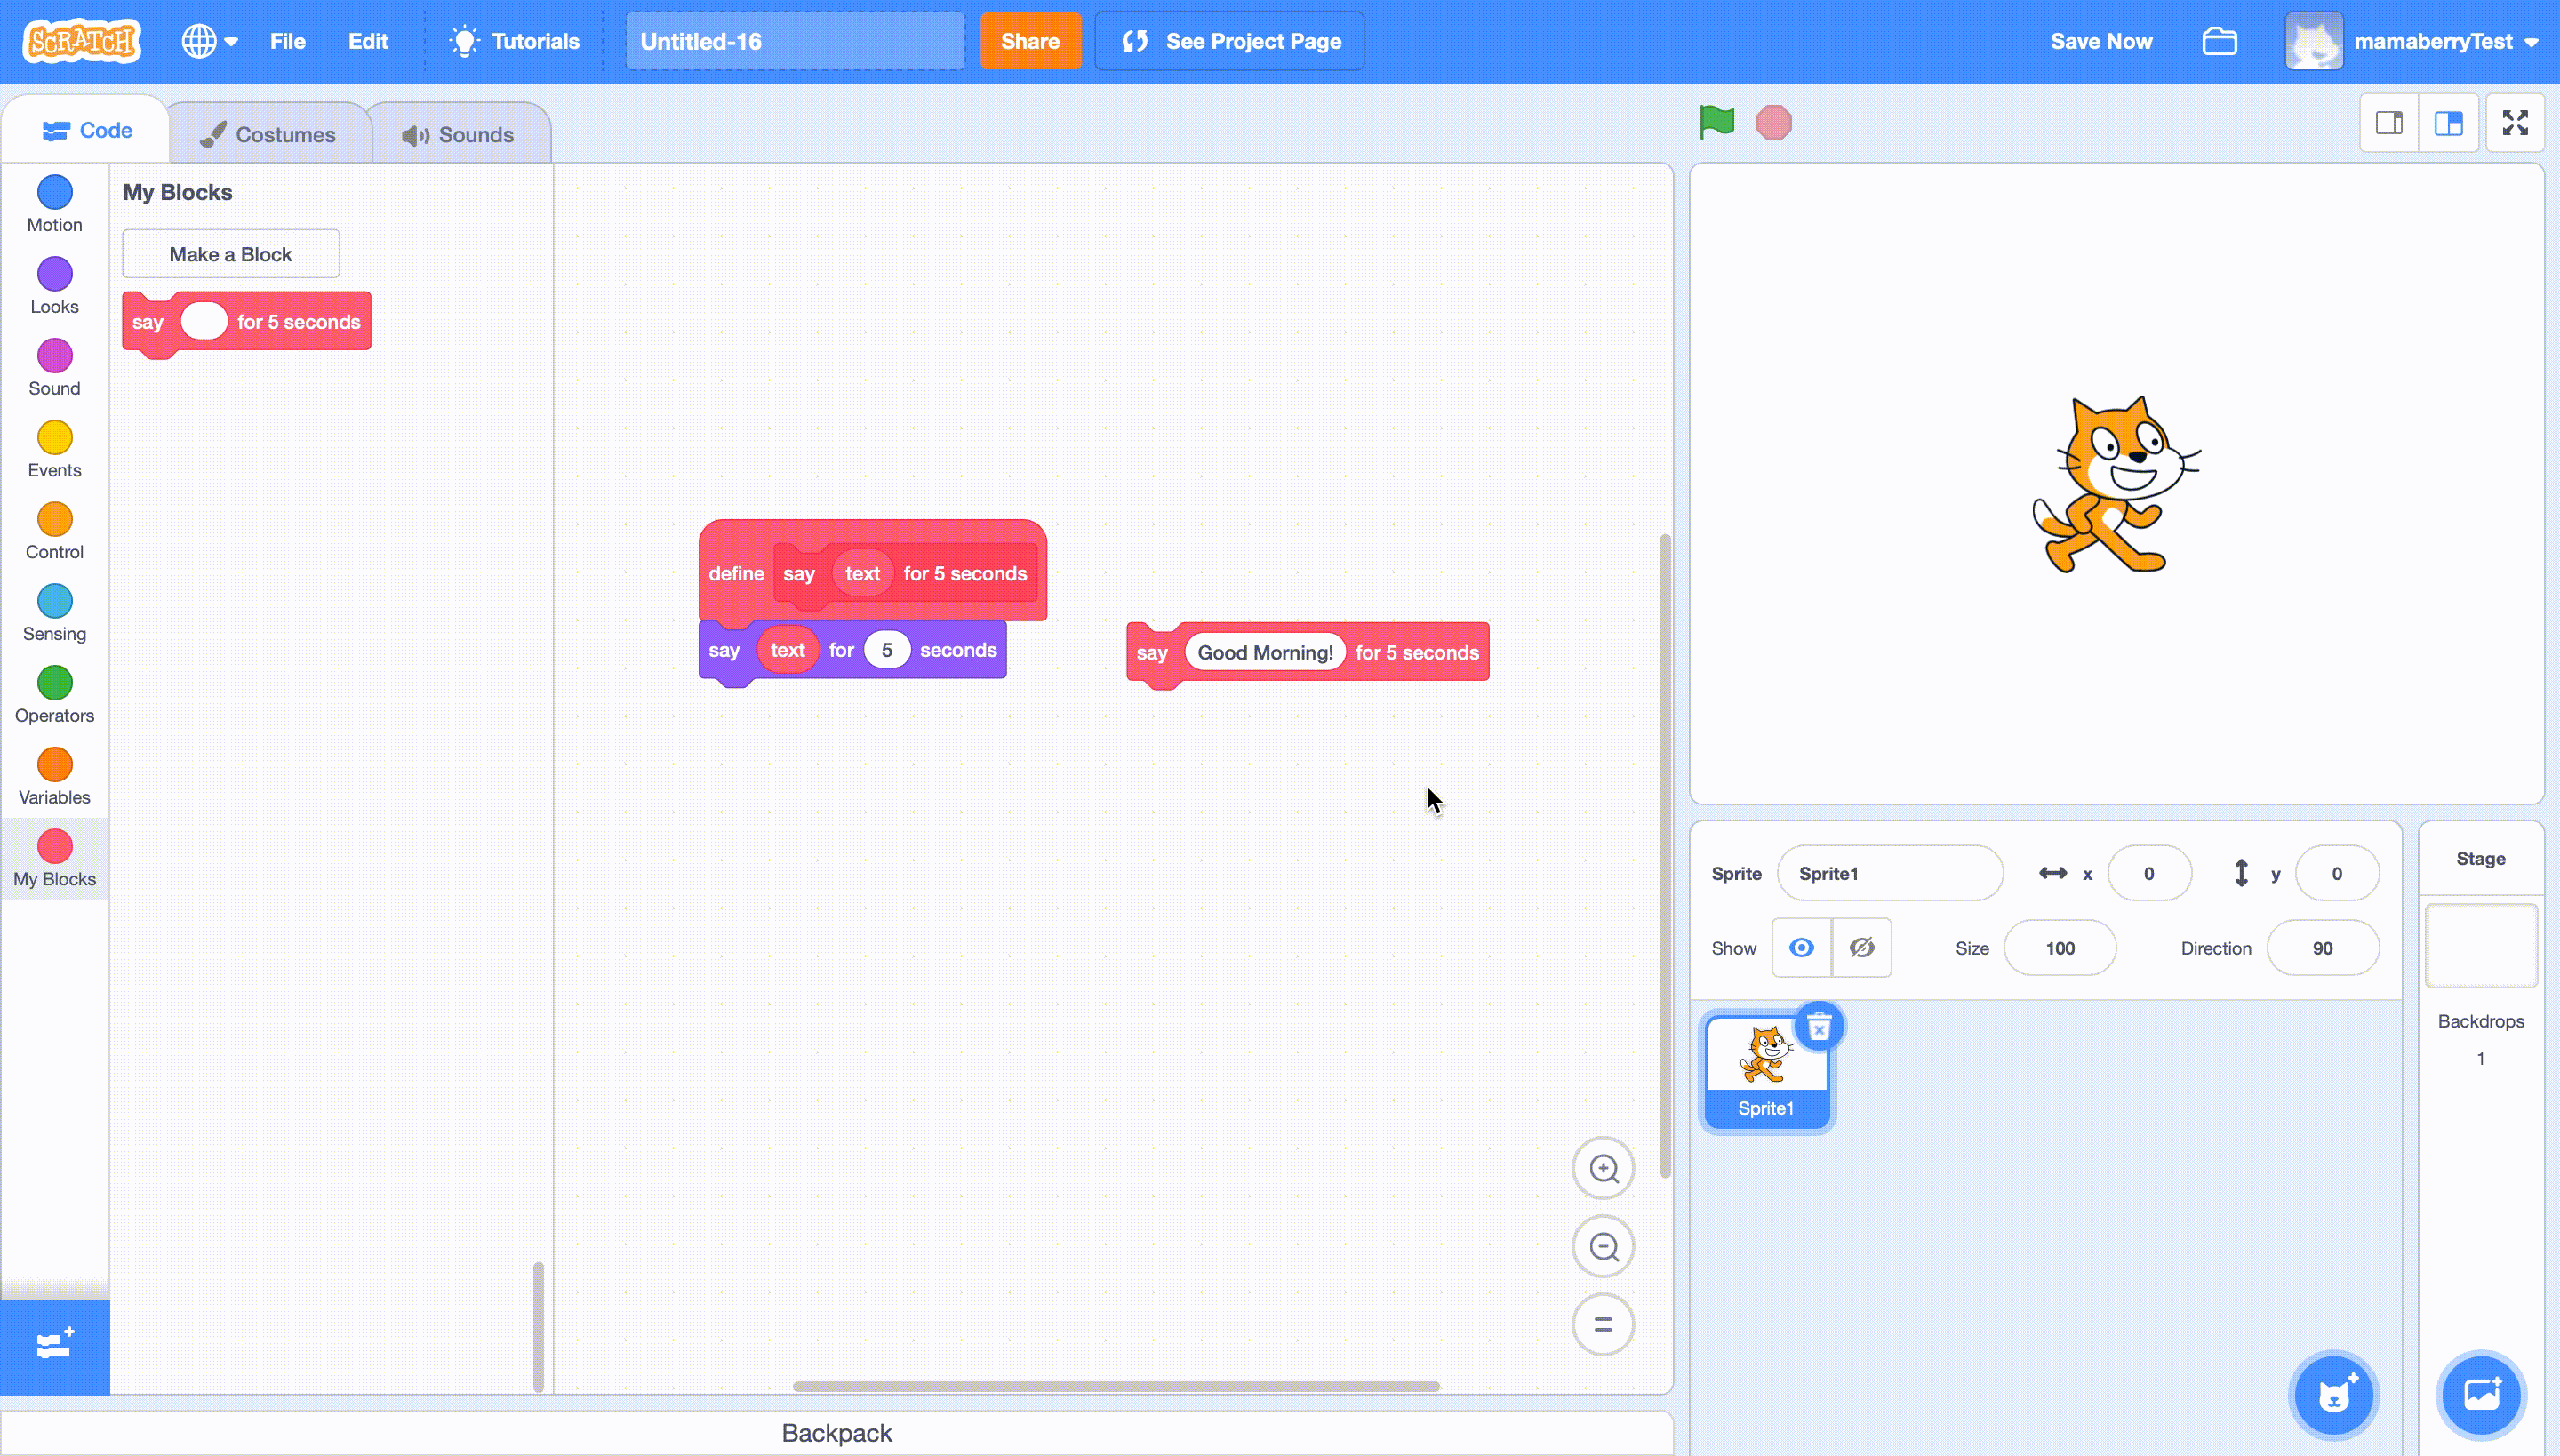 SCRATCH File Edit Tutorials Untitled-16 Share See Project Page Save Now mamaberryTest
Code Costumes Sounds
Motion
Looks
Sound
Events
Control
Sensing
Operators
Variables
My Blocks
My Blocks
Make a Block
say for 5 seconds
define say text for 5 seconds
say text for 5 seconds
say Good Morning! for 5 seconds
Backpack
Sprite Sprite1 x 0 y 0
Show Size 100 Direction 90
Sprite1
Stage
Backdrops
1